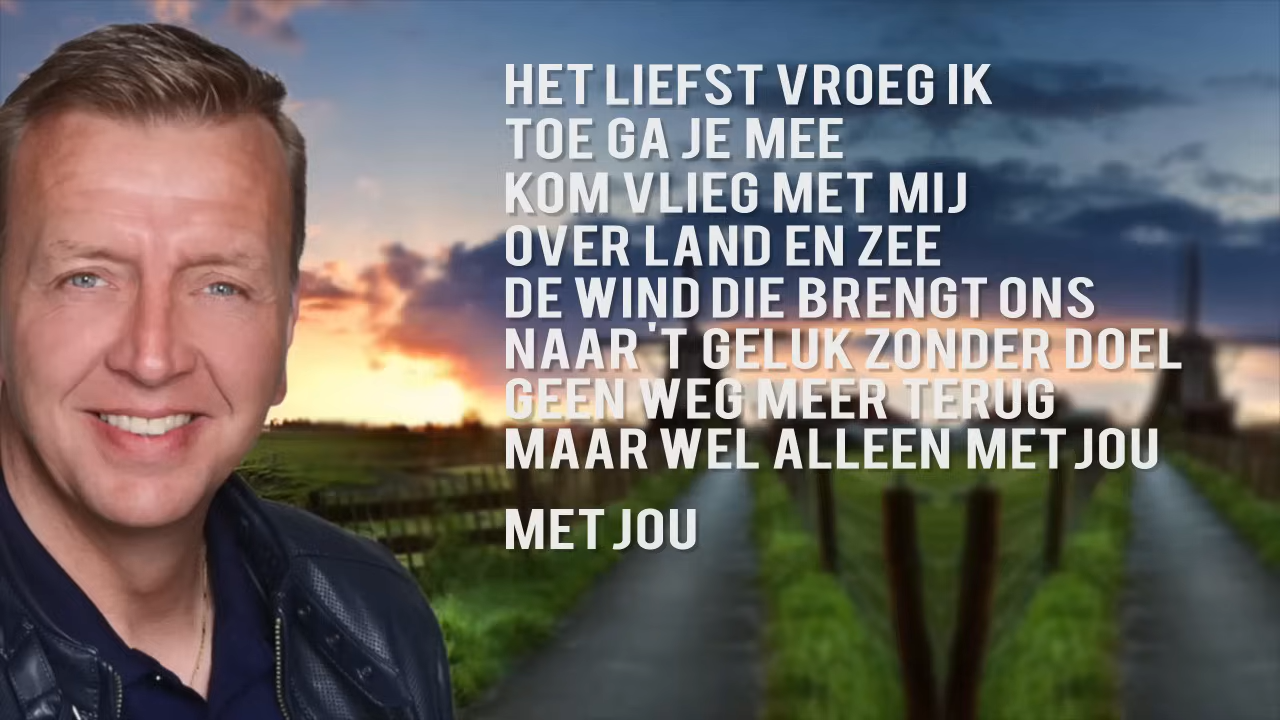 HET LIEFST VROEG IK
TOE GA JE MEE
KOM VLIEG MET MIJ
OVER LAND EN ZEE
DE WIND DIE BRENGT ONS
NAAR 'T GELUK ZONDER DOEL
GEEN WEG MEER TERUG
MAAR WEL ALLEEN MET JOU
MET JOU